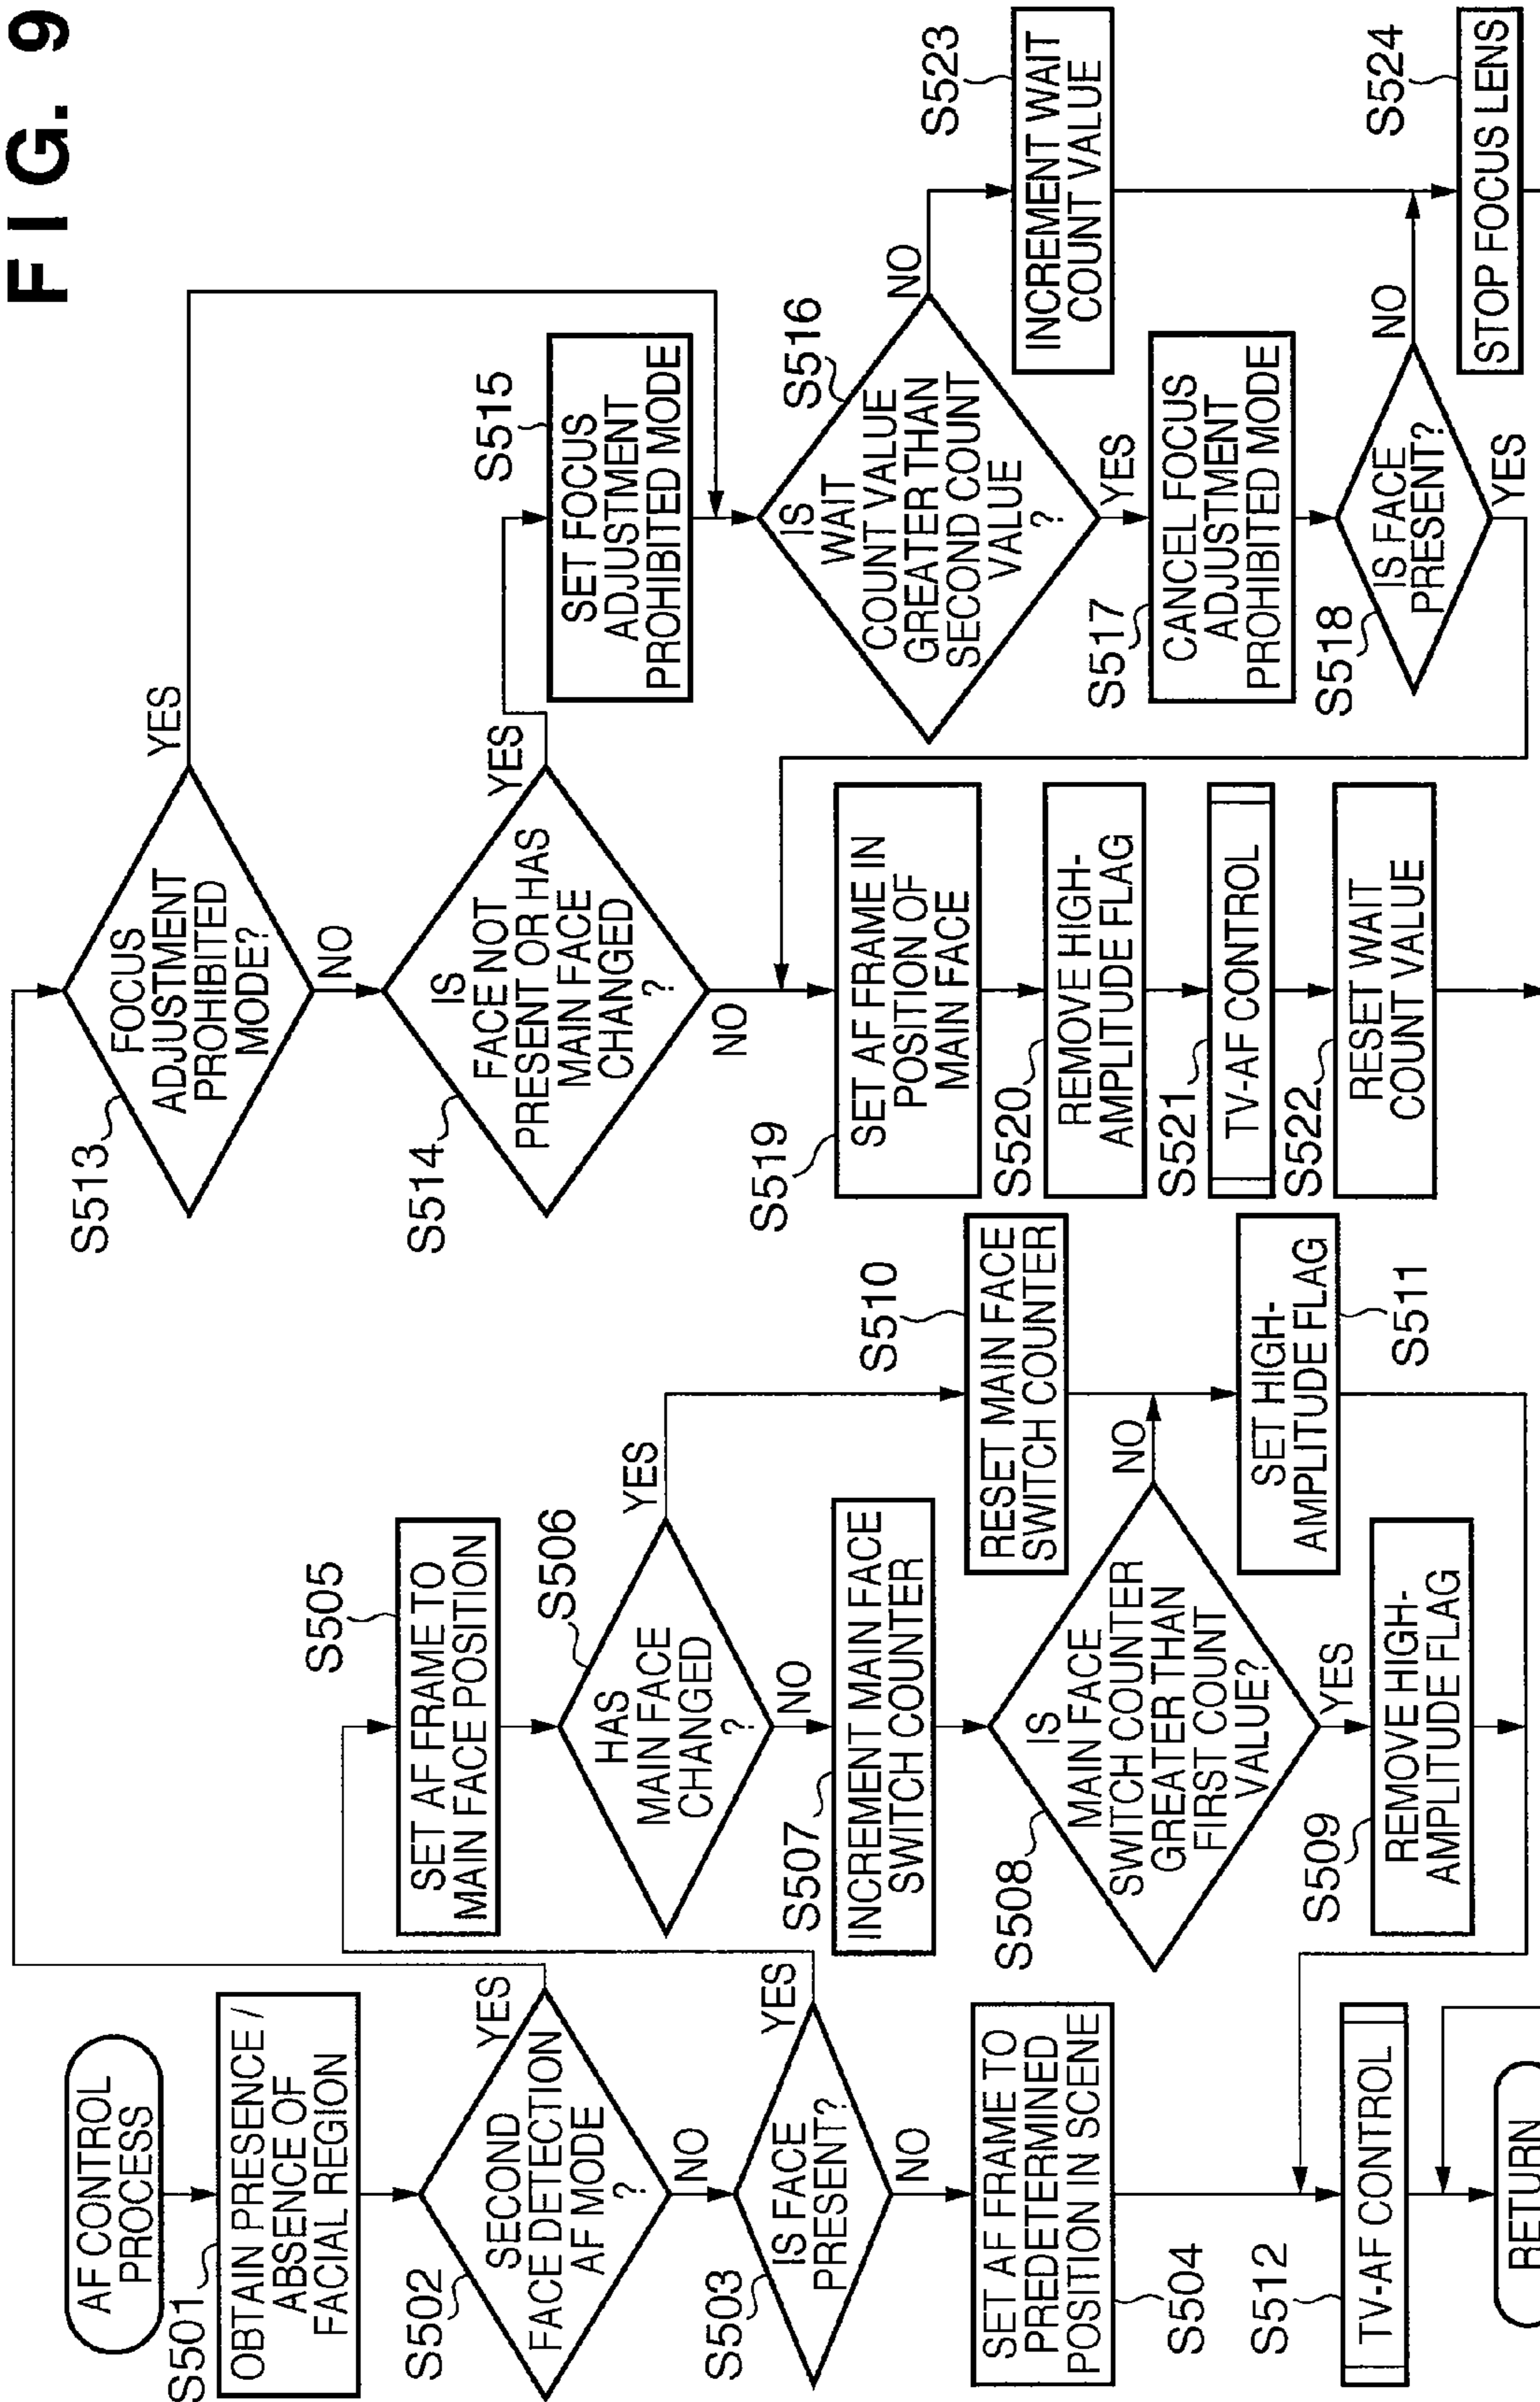 FIG. 9
AF CONTROL
PROCESS
S501
OBTAIN PRESENCE /
ABSENCE OF
FACIAL REGION
S502
SECOND
FACE DETECTION
AF MODE
?
YES
NO
S503
IS FACE
PRESENT?
YES
NO
SET AF FRAME TO
PREDETERMINED
POSITION IN SCENE
S504
S512
TV-AF CONTROL
RETURN
S505
SET AF FRAME TO
MAIN FACE POSITION
S506
HAS
MAIN FACE
CHANGED
?
YES
NO
S507
INCREMENT MAIN FACE
SWITCH COUNTER
S508
IS
MAIN FACE
SWITCH COUNTER
GREATER THAN
FIRST COUNT
VALUE?
NO
YES
S509
REMOVE HIGH-
AMPLITUDE FLAG
S510
RESET MAIN FACE
SWITCH COUNTER
SET HIGH-
AMPLITUDE FLAG
S511
S513
FOCUS
ADJUSTMENT
PROHIBITED
MODE?
YES
NO
S514
IS
FACE NOT
PRESENT OR HAS
MAIN FACE
CHANGED
?
YES
NO
S519
SET AF FRAME IN
POSITION OF
MAIN FACE
S520
REMOVE HIGH-
AMPLITUDE FLAG
S521
TV-AF CONTROL
S522
RESET WAIT
COUNT VALUE
S515
SET FOCUS
ADJUSTMENT
PROHIBITED MODE
S516
IS
WAIT
COUNT VALUE
GREATER THAN
SECOND COUNT
VALUE
?
NO
YES
S517
CANCEL FOCUS
ADJUSTMENT
PROHIBITED MODE
S518
IS FACE
PRESENT?
NO
YES
S523
INCREMENT WAIT
COUNT VALUE
S524
STOP FOCUS LENS